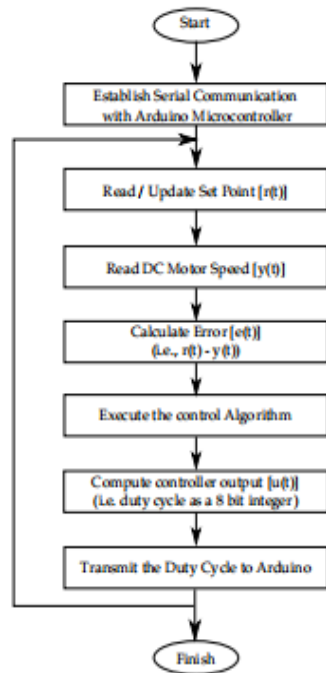 Start
Establish Serial Communication
with Arduino Microcontroller
Read / Update Set Point [r(t)]
Read DC Motor Speed [y(t)]
Calculate Error [e(t)]
(i.e., r(t) - y(t))
Execute the control Algorithm
Compute controller output [u(t)]
(i.e. duty cycle as a 8 bit integer)
Transmit the Duty Cycle to Arduino
Finish